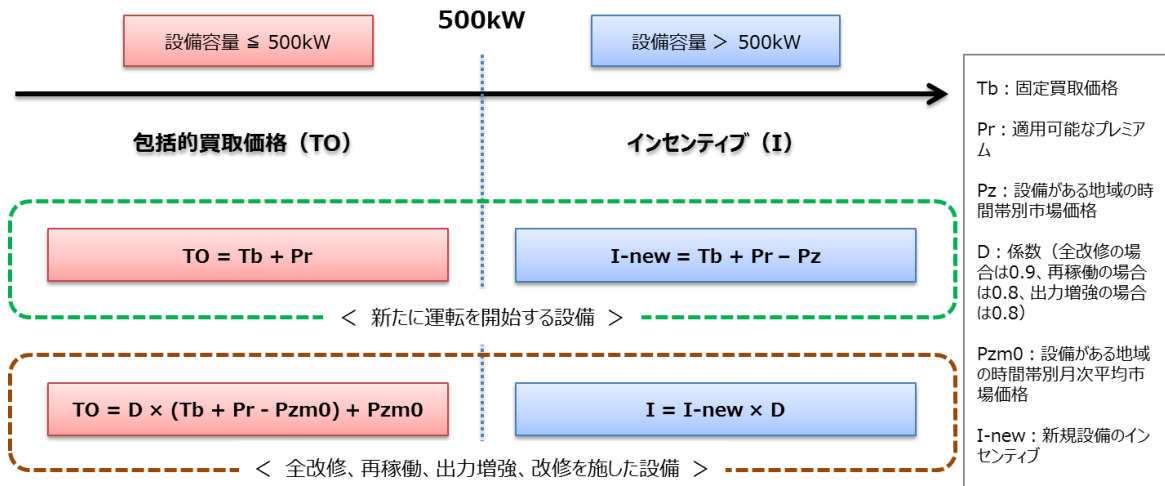 500kW
設備容量 ≦ 500kW
設備容量 > 500kW
包括的買取価格（TO）
インセンティブ（I）
TO = Tb + Pr
I-new = Tb + Pr – Pz
＜ 新たに運転を開始する設備 ＞
TO = D × (Tb + Pr - Pzm0) + Pzm0
I = I-new × D
＜ 全改修、再稼働、出力増強、改修を施した設備 ＞
Tb：固定買取価格
Pr：適用可能なプレミア
ム
Pz：設備がある地域の時
間帯別市場価格
D：係数（全改修の場
合は0.9、再稼働の場合
は0.8、出力増強の場合
は0.8）
Pzm0：設備がある地域
の時間帯別月次平均市
場価格
I-new：新規設備のイン
センティブ